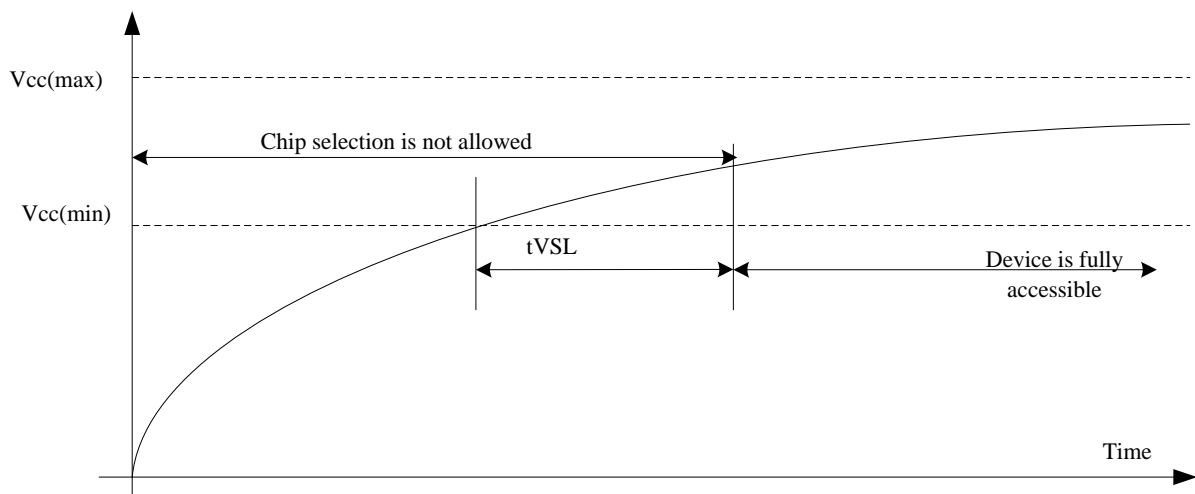 Vcc(max)
Chip selection is not allowed
Vcc(min)
tVSL
Device is fully
accessible
Time